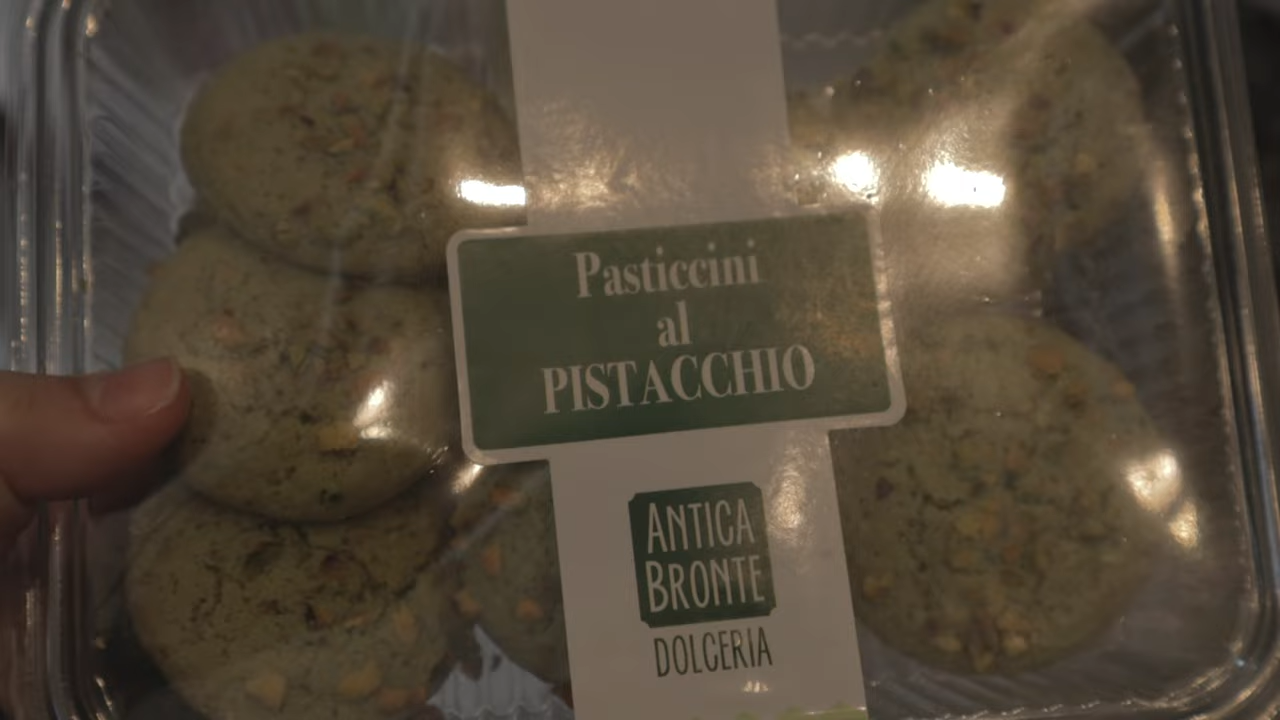 Pasticcini
al
PISTACCHIO
ANTICA
BRONTE
DOLCERIA